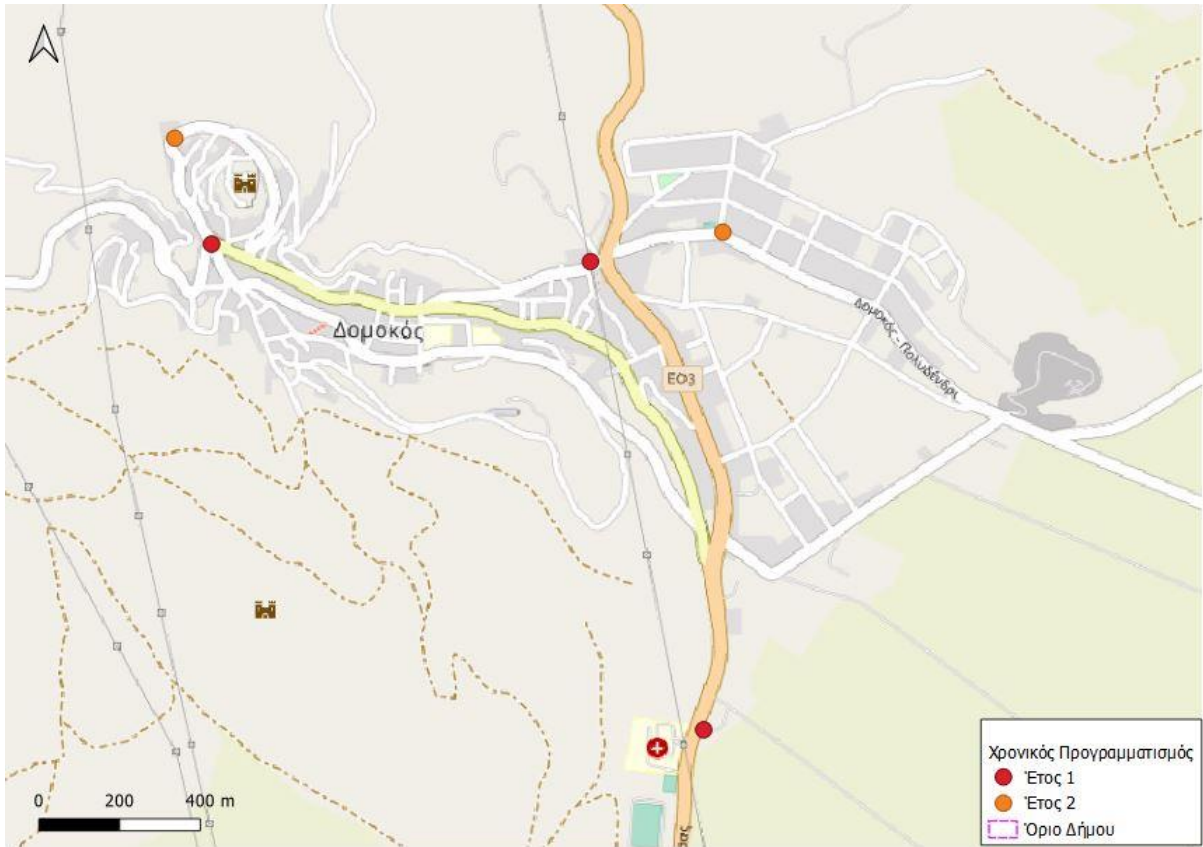 Δομοκός
ΕΟ3
Δομοκός - Πολυδένδρι
0 200 400 m
Χρονικός Προγραμματισμός
Έτος 1
Έτος 2
Όριο Δήμου